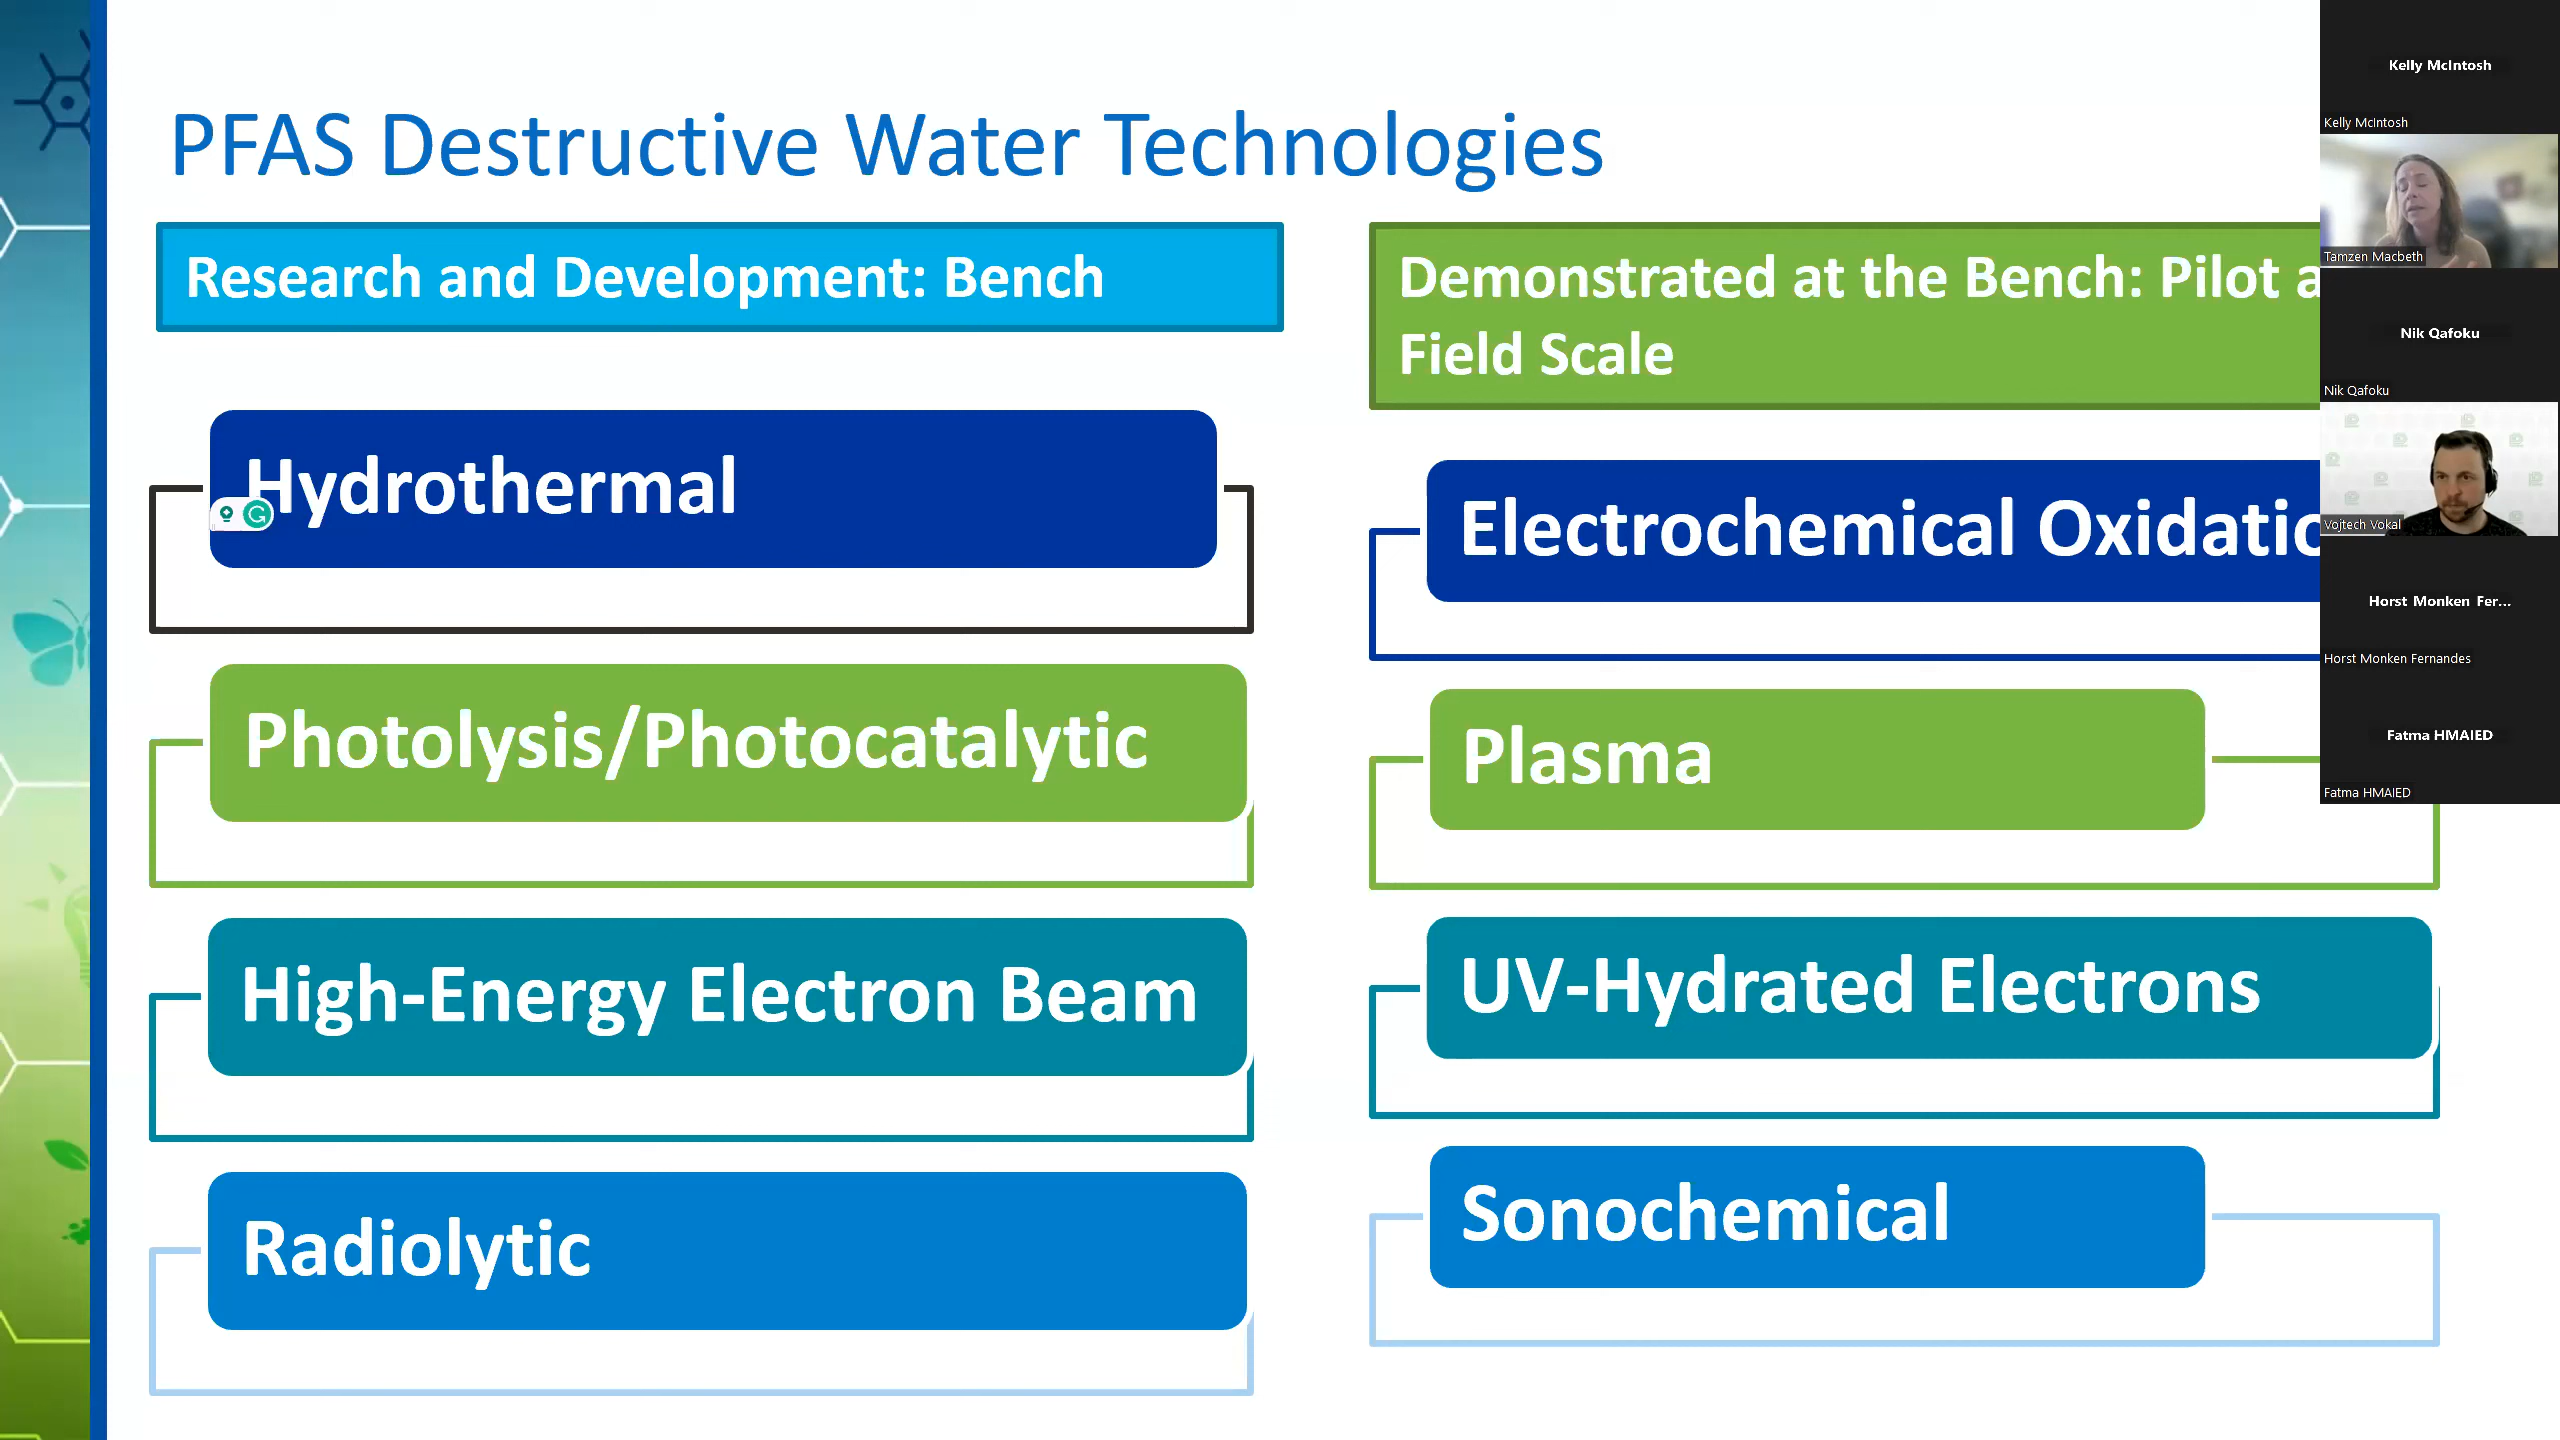 PFAS Destructive Water Technologies
Research and Development: Bench
Hydrothermal
Photolysis/Photocatalytic
High-Energy Electron Beam
Radiolytic
Demonstrated at the Bench: Pilot
Field Scale
Electrochemical
Plasma
UV-Hydrated Electrons
Sonochemical
Kelly McIntosh
Kelly McIntosh
Tamzen Macbeth
Nik Qafoku
Nik Qafoku
Vojtech Vokal
Horst Monken Fer...
Horst Monken Fernandes
Fatma HMAIED
Fatma HMAIED